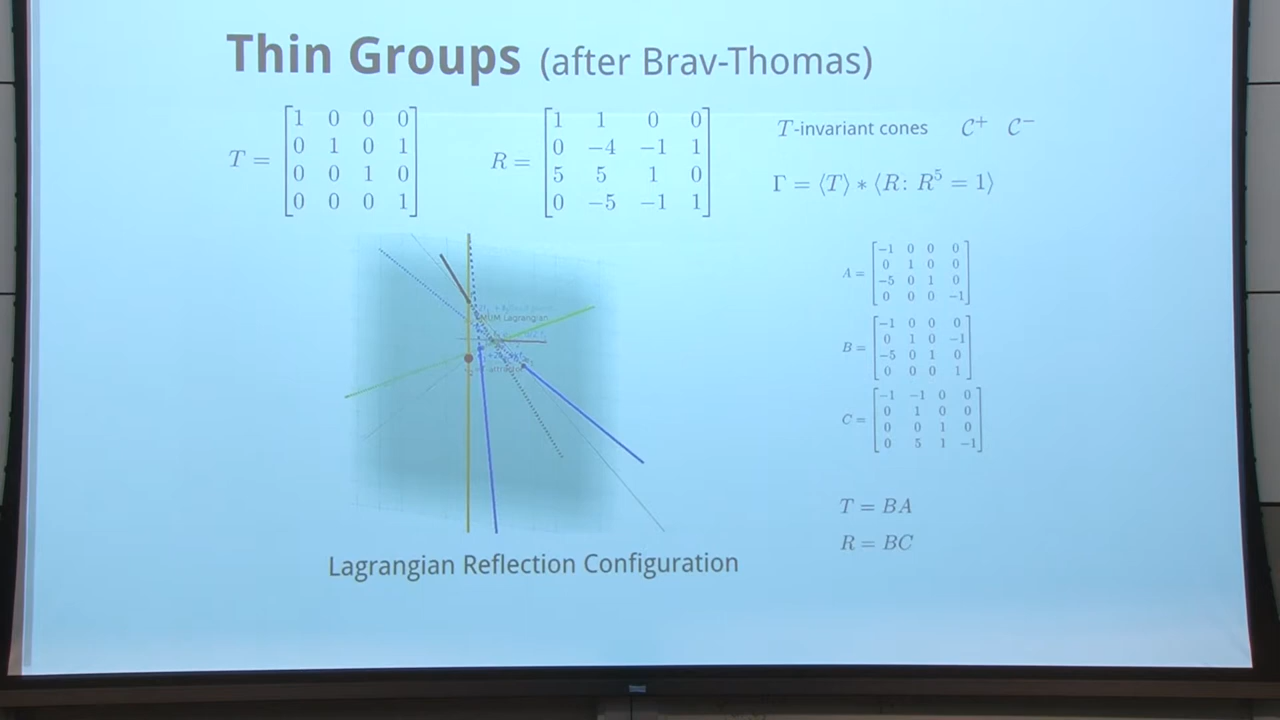 Thin Groups (after Brav-Thomas)
T = [1 0 0 0; 0 1 0 1; 0 0 1 0; 0 0 0 1]
R = [1 1 0 0; 0 −4 −1 1; 5 5 1 0; 0 −5 −1 1]
T-invariant cones C⁺ C⁻
Γ = ⟨T⟩ ∗ ⟨R: R⁵ = 1⟩
A = [−1 0 0 0; 0 1 0 0; −5 0 1 0; 0 0 0 −1]
B = [−1 0 0 0; 0 1 0 −1; −5 0 1 0; 0 0 0 1]
C = [−1 −1 0 0; 0 1 0 0; 0 0 1 0; 0 5 1 −1]
MUM Lagrangian
T = BA
R = BC
Lagrangian Reflection Configuration